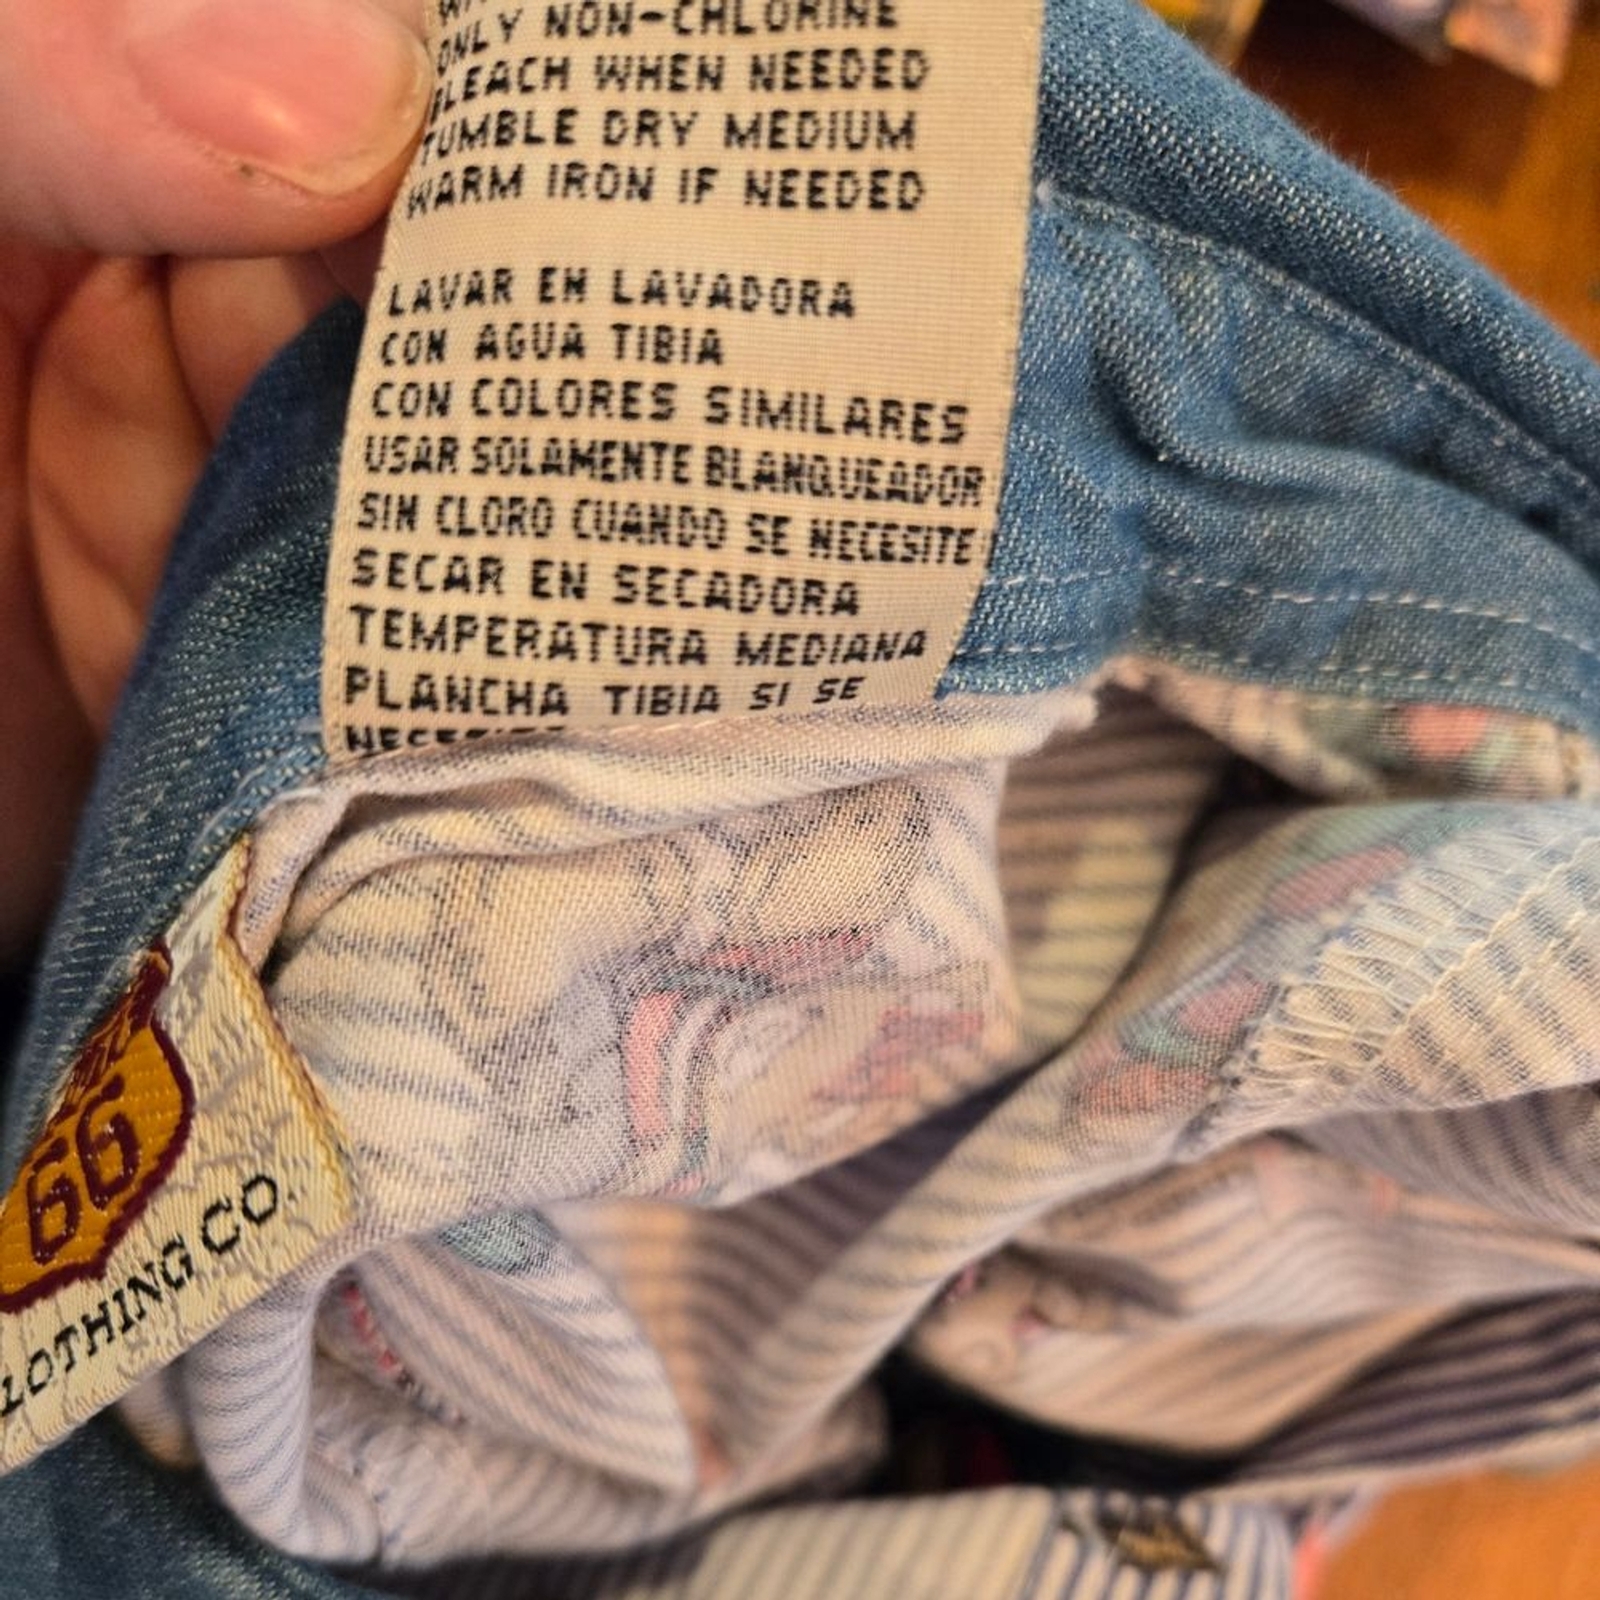 ONLY NON-CHLORINE
BLEACH WHEN NEEDED
TUMBLE DRY MEDIUM
WARM IRON IF NEEDED
LAVAR EN LAVADORA
CON AGUA TIBIA
CON COLORES SIMILARES
USAR SOLAMENTE BLANQUEADOR
SIN CLORO CUANDO SE NECESITE
SECAR EN SECADORA
TEMPERATURA MEDIANA
PLANCHA TIBIA SI SE
66
LOTHING CO.